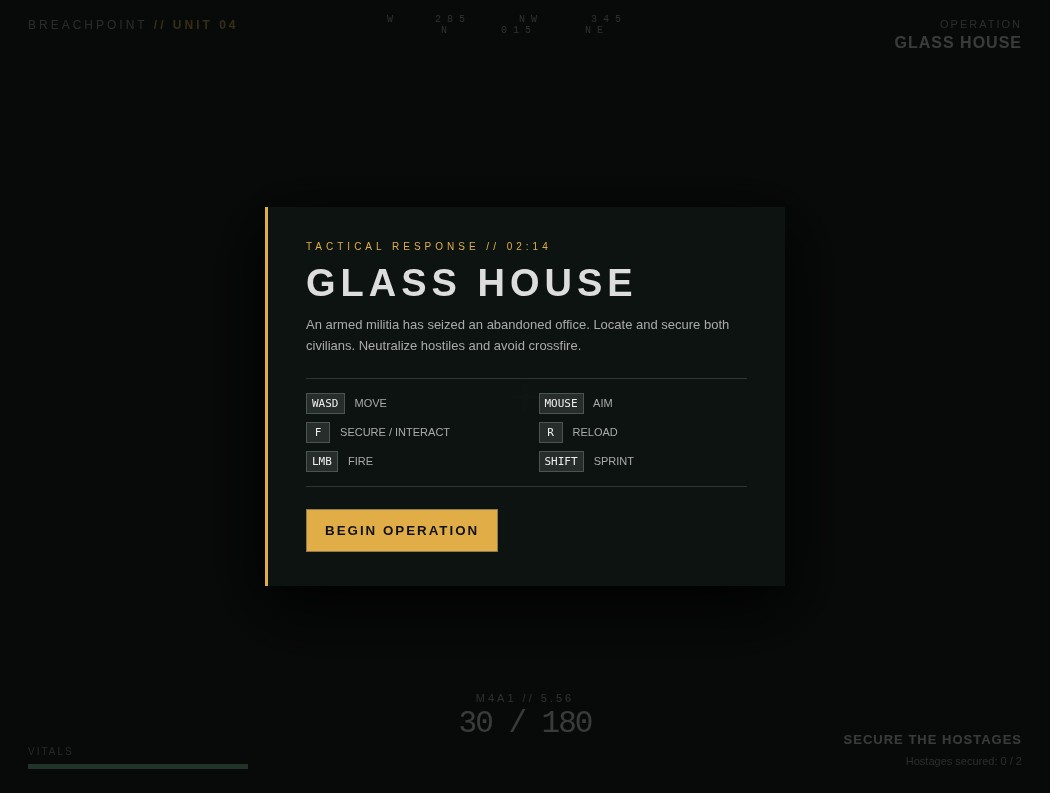 BREACHPOINT // UNIT 04
W 285 NW 345
N 015 NE
OPERATION
GLASS HOUSE
TACTICAL RESPONSE // 02:14
GLASS HOUSE
An armed militia has seized an abandoned office. Locate and secure both
civilians. Neutralize hostiles and avoid crossfire.
WASD MOVE
MOUSE AIM
F SECURE / INTERACT
R RELOAD
LMB FIRE
SHIFT SPRINT
BEGIN OPERATION
M4A1 // 5.56
30 / 180
VITALS
SECURE THE HOSTAGES
Hostages secured: 0 / 2